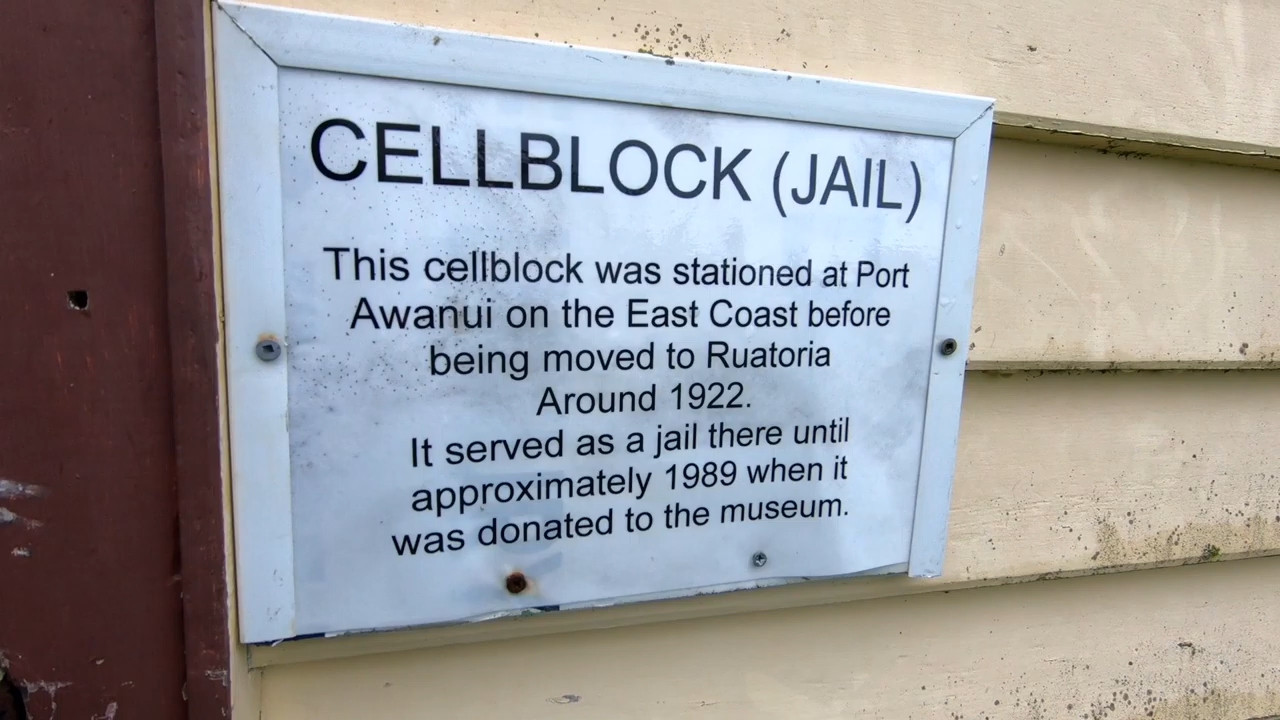 CELLBLOCK (JAIL)
This cellblock was stationed at Port
Awanui on the East Coast before
being moved to Ruatoria
Around 1922.
It served as a jail there until
approximately 1989 when it
was donated to the museum.